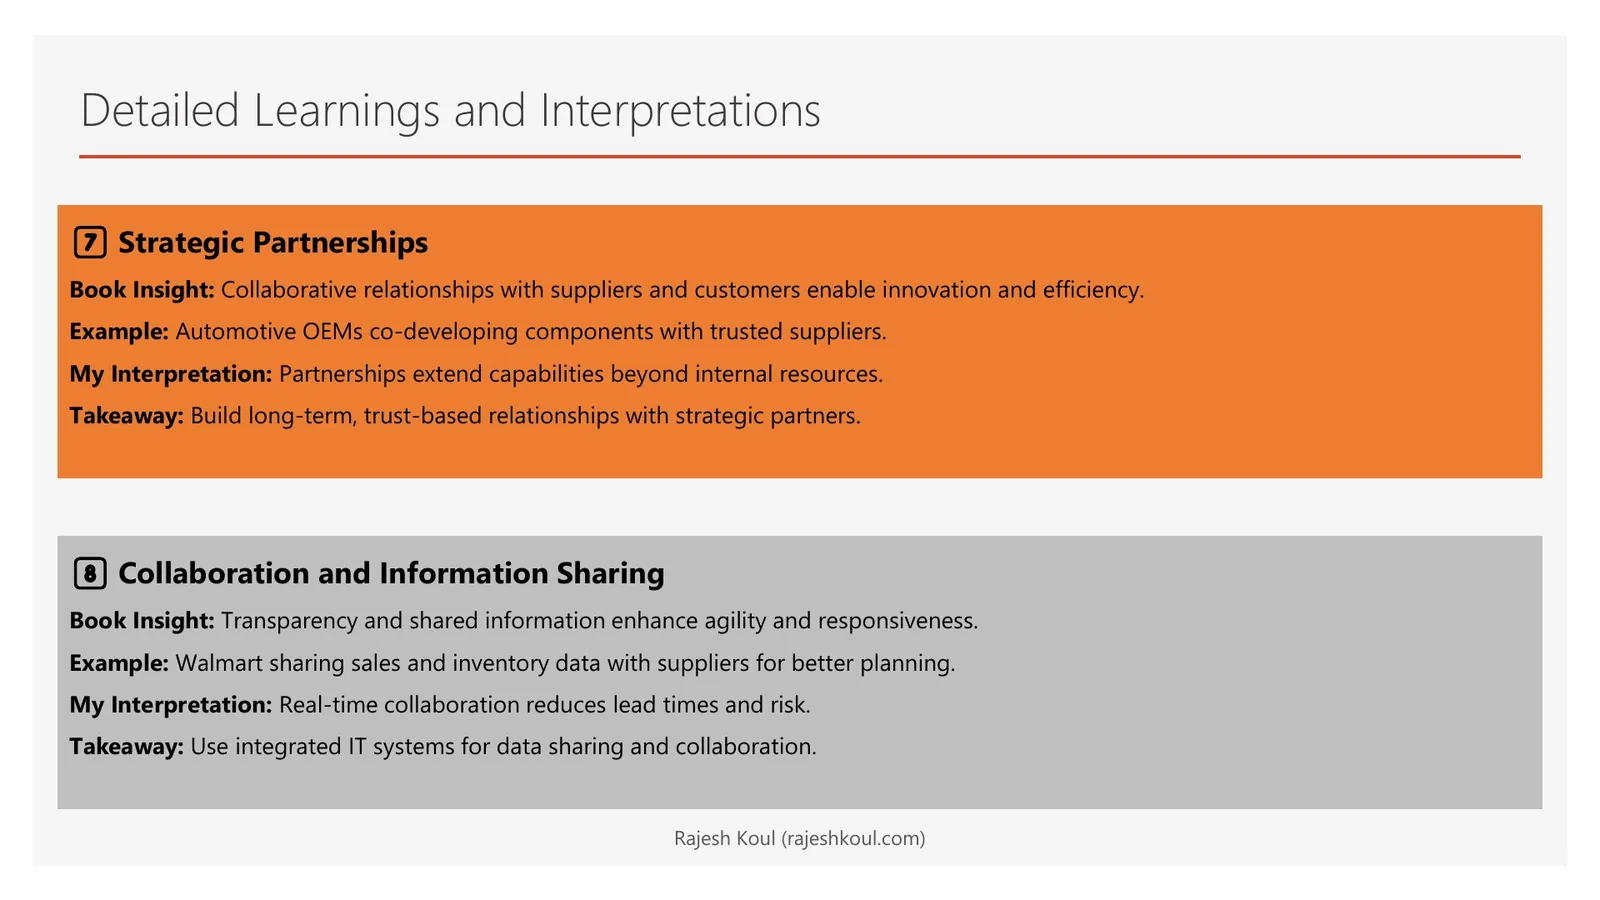 Detailed Learnings and Interpretations
7 Strategic Partnerships
Book Insight: Collaborative relationships with suppliers and customers enable innovation and efficiency.
Example: Automotive OEMs co-developing components with trusted suppliers.
My Interpretation: Partnerships extend capabilities beyond internal resources.
Takeaway: Build long-term, trust-based relationships with strategic partners.
8 Collaboration and Information Sharing
Book Insight: Transparency and shared information enhance agility and responsiveness.
Example: Walmart sharing sales and inventory data with suppliers for better planning.
My Interpretation: Real-time collaboration reduces lead times and risk.
Takeaway: Use integrated IT systems for data sharing and collaboration.
Rajesh Koul (rajeshkoul.com)